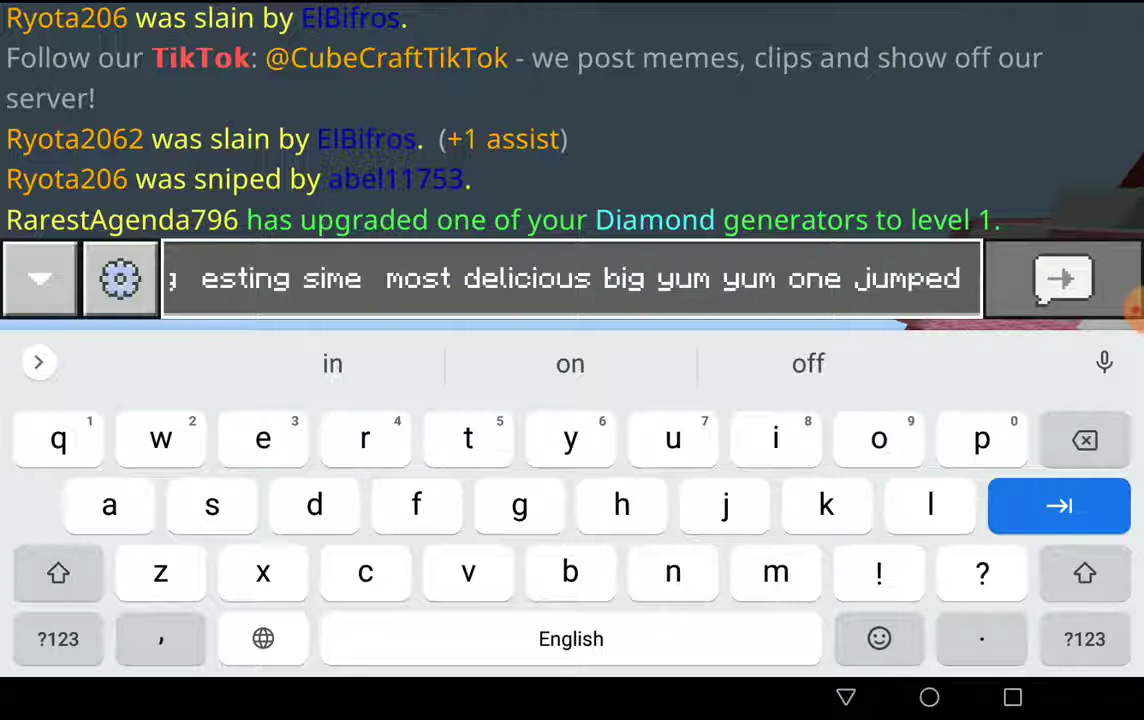 Ryota206 was slain by ElBifros.
Follow our TikTok: @CubeCraftTikTok - we post memes, clips and show off our
server!
Ryota2062 was slain by ElBifros. (+1 assist)
Ryota206 was sniped by abel11753.
RarestAgenda796 has upgraded one of your Diamond generators to level 1.
esting sime most delicious big yum yum one jumped
in on off
q 1 w 2 e 3 r 4 t 5 y 6 u 7 i 8 o 9 p 0
a s d f g h j k l
z x c v b n m ! ?
?123 , English . ?123